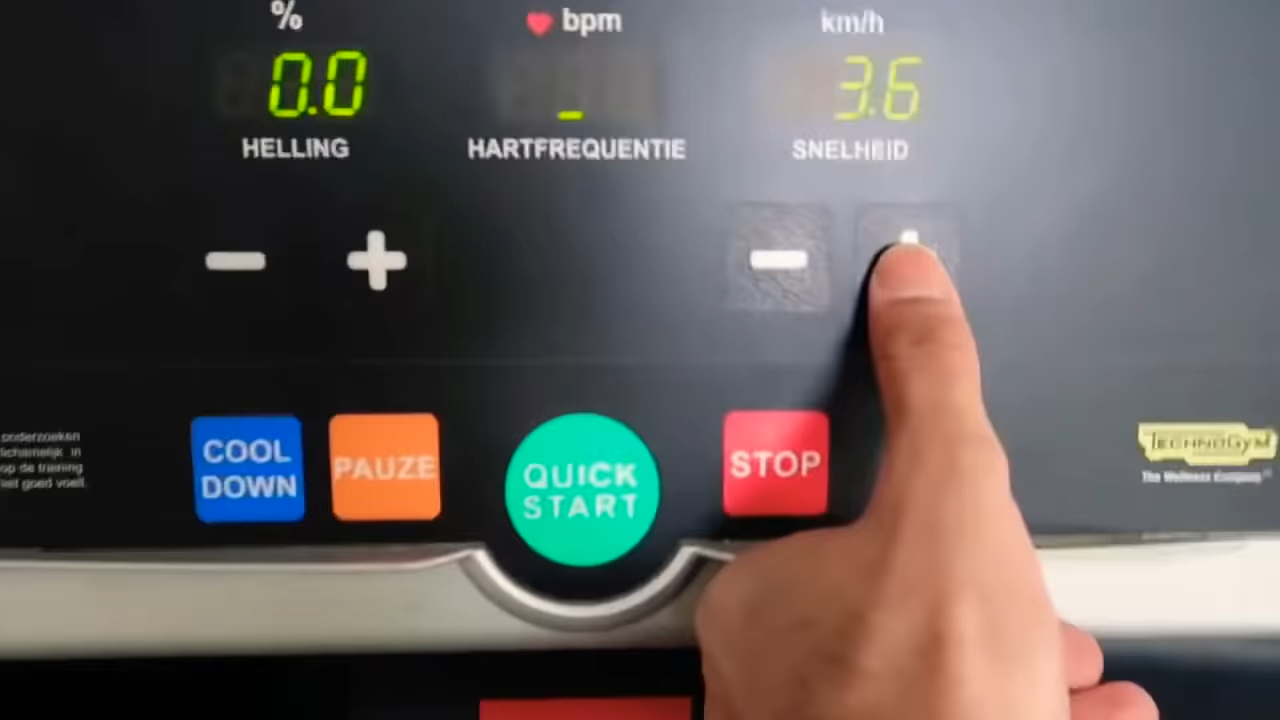 % bpm km/h
0.0 _ 3.6
HELLING HARTFREQUENTIE SNELHEID
onderzoeken
lichamelijk in
op de training
niet goed voelt.
COOL
DOWN
PAUZE
QUICK
START
STOP
TECHNOGYM
The Wellness Company